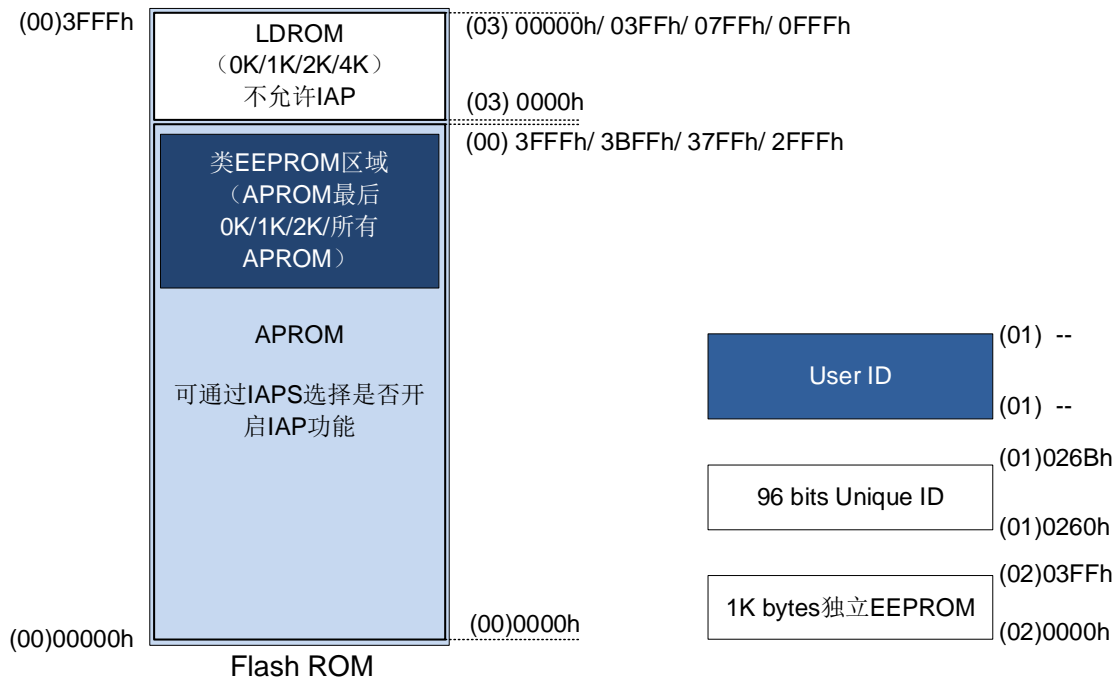 (00)3FFFh
LDROM
（0K/1K/2K/4K）
不允许IAP
(03) 00000h/ 03FFh/ 07FFh/ 0FFFh
(03) 0000h
(00) 3FFFh/ 3BFFh/ 37FFh/ 2FFFh
类EEPROM区域
（APROM最后
0K/1K/2K/所有
APROM）
APROM
可通过IAPS选择是否开
启IAP功能
(00)00000h
(00)0000h
Flash ROM
(01) --
User ID
(01) --
(01)026Bh
96 bits Unique ID
(01)0260h
(02)03FFh
1K bytes独立EEPROM
(02)0000h